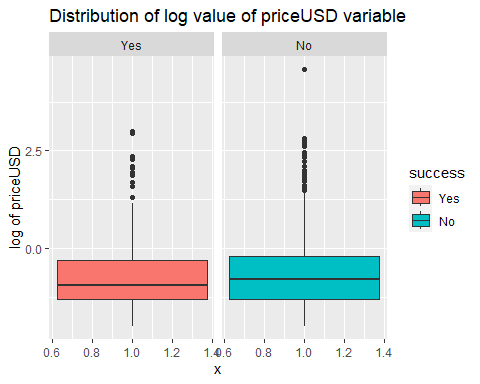 Distribution of log value of priceUSD variable
Yes
No
log of priceUSD
2.5
0.0
0.6 0.8 1.0 1.2 1.4
0.6 0.8 1.0 1.2 1.4
x
success
Yes
No